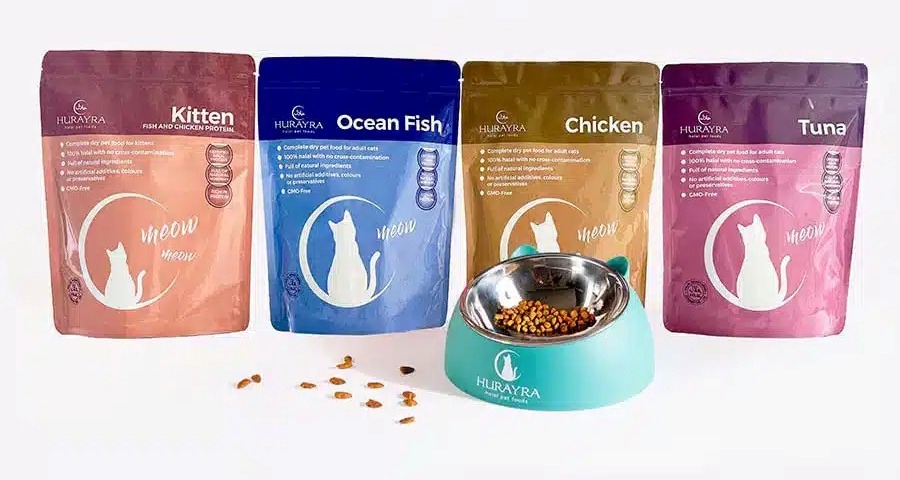 HURAYRA
halal pet foods
Kitten
FISH AND CHICKEN PROTEIN
Complete dry pet food for kittens
100% halal with no cross-contamination
Full of natural ingredients
No artificial additives, colours
or preservatives
GMO-Free
meow
meow
HURAYRA
halal pet foods
Ocean Fish
Complete dry pet food for adult cats
100% halal with no cross-contamination
Full of natural ingredients
No artificial additives, colours
or preservatives
GMO-Free
meow
HURAYRA
halal pet foods
Chicken
Complete dry pet food for adult cats
100% halal with no cross-contamination
Full of natural ingredients
No artificial additives, colours
or preservatives
GMO-Free
meow
HURAYRA
halal pet foods
Tuna
Complete dry pet food for adult cats
100% halal with no cross-contamination
Full of natural ingredients
No artificial additives, colours
or preservatives
GMO-Free
meow
HURAYRA
halal pet foods